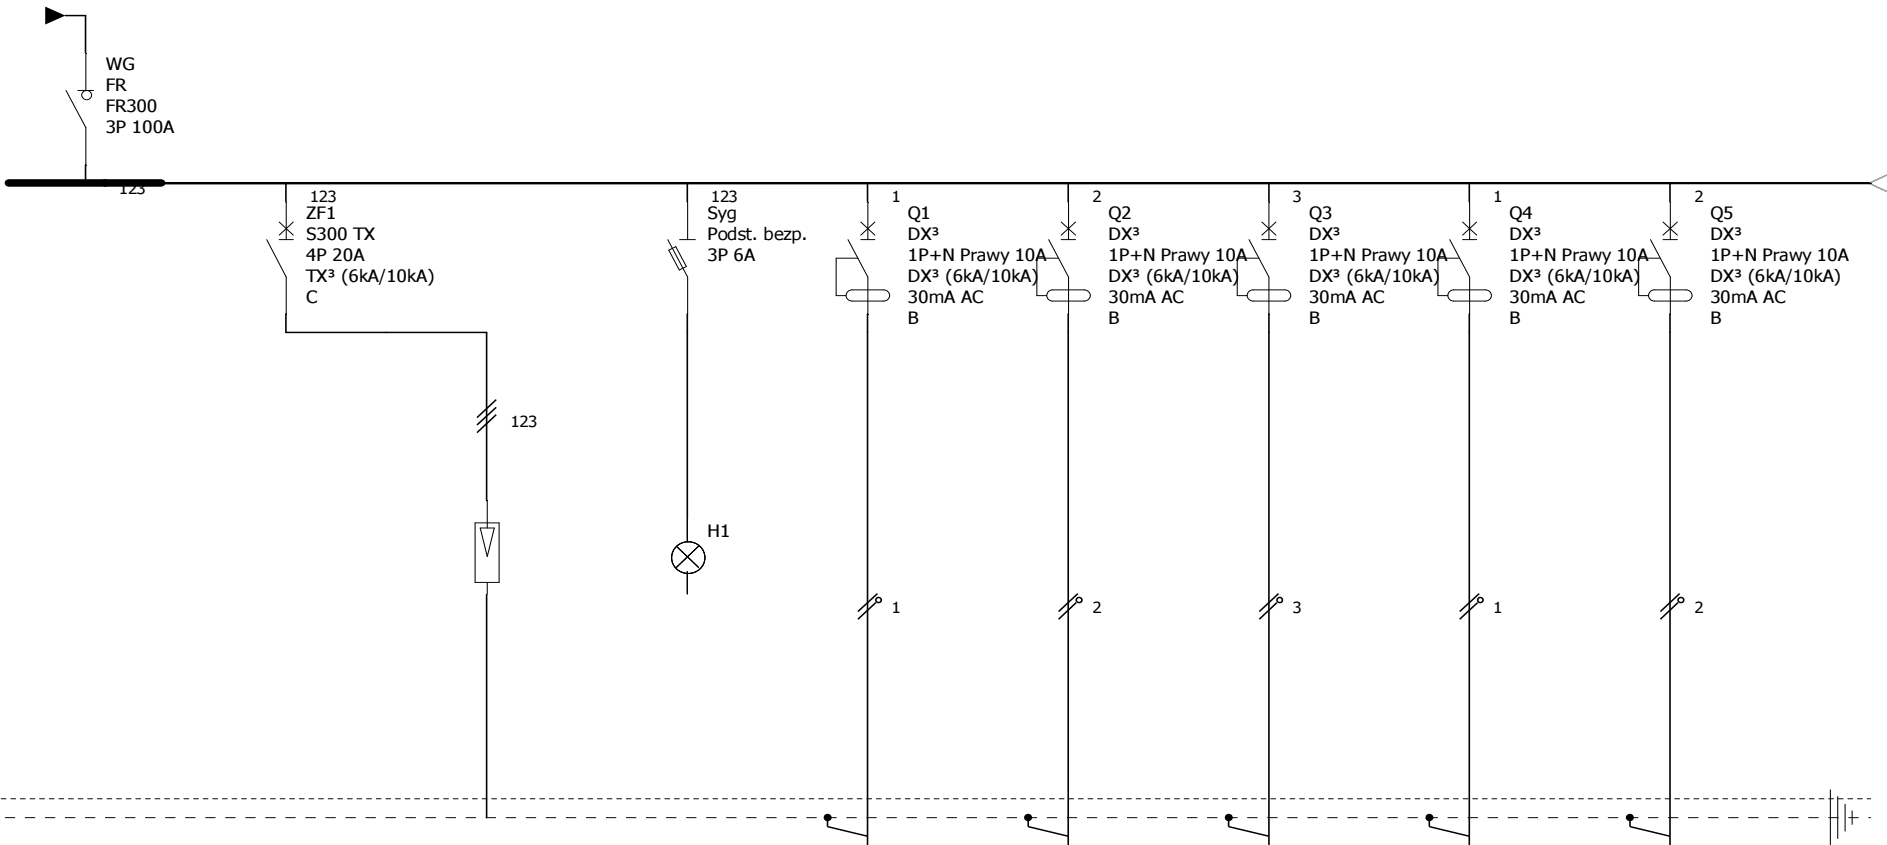 WG
FR
FR300
3P 100A
123
123
ZF1
S300 TX
4P 20A
TX³ (6kA/10kA)
C
123
123
Syg
Podst. bezp.
3P 6A
H1
1
Q1
DX³
1P+N Prawy 10A
DX³ (6kA/10kA)
30mA AC
B
1
2
Q2
DX³
1P+N Prawy 10A
DX³ (6kA/10kA)
30mA AC
B
2
3
Q3
DX³
1P+N Prawy 10A
DX³ (6kA/10kA)
30mA AC
B
3
1
Q4
DX³
1P+N Prawy 10A
DX³ (6kA/10kA)
30mA AC
B
1
2
Q5
DX³
1P+N Prawy 10A
DX³ (6kA/10kA)
30mA AC
B
2